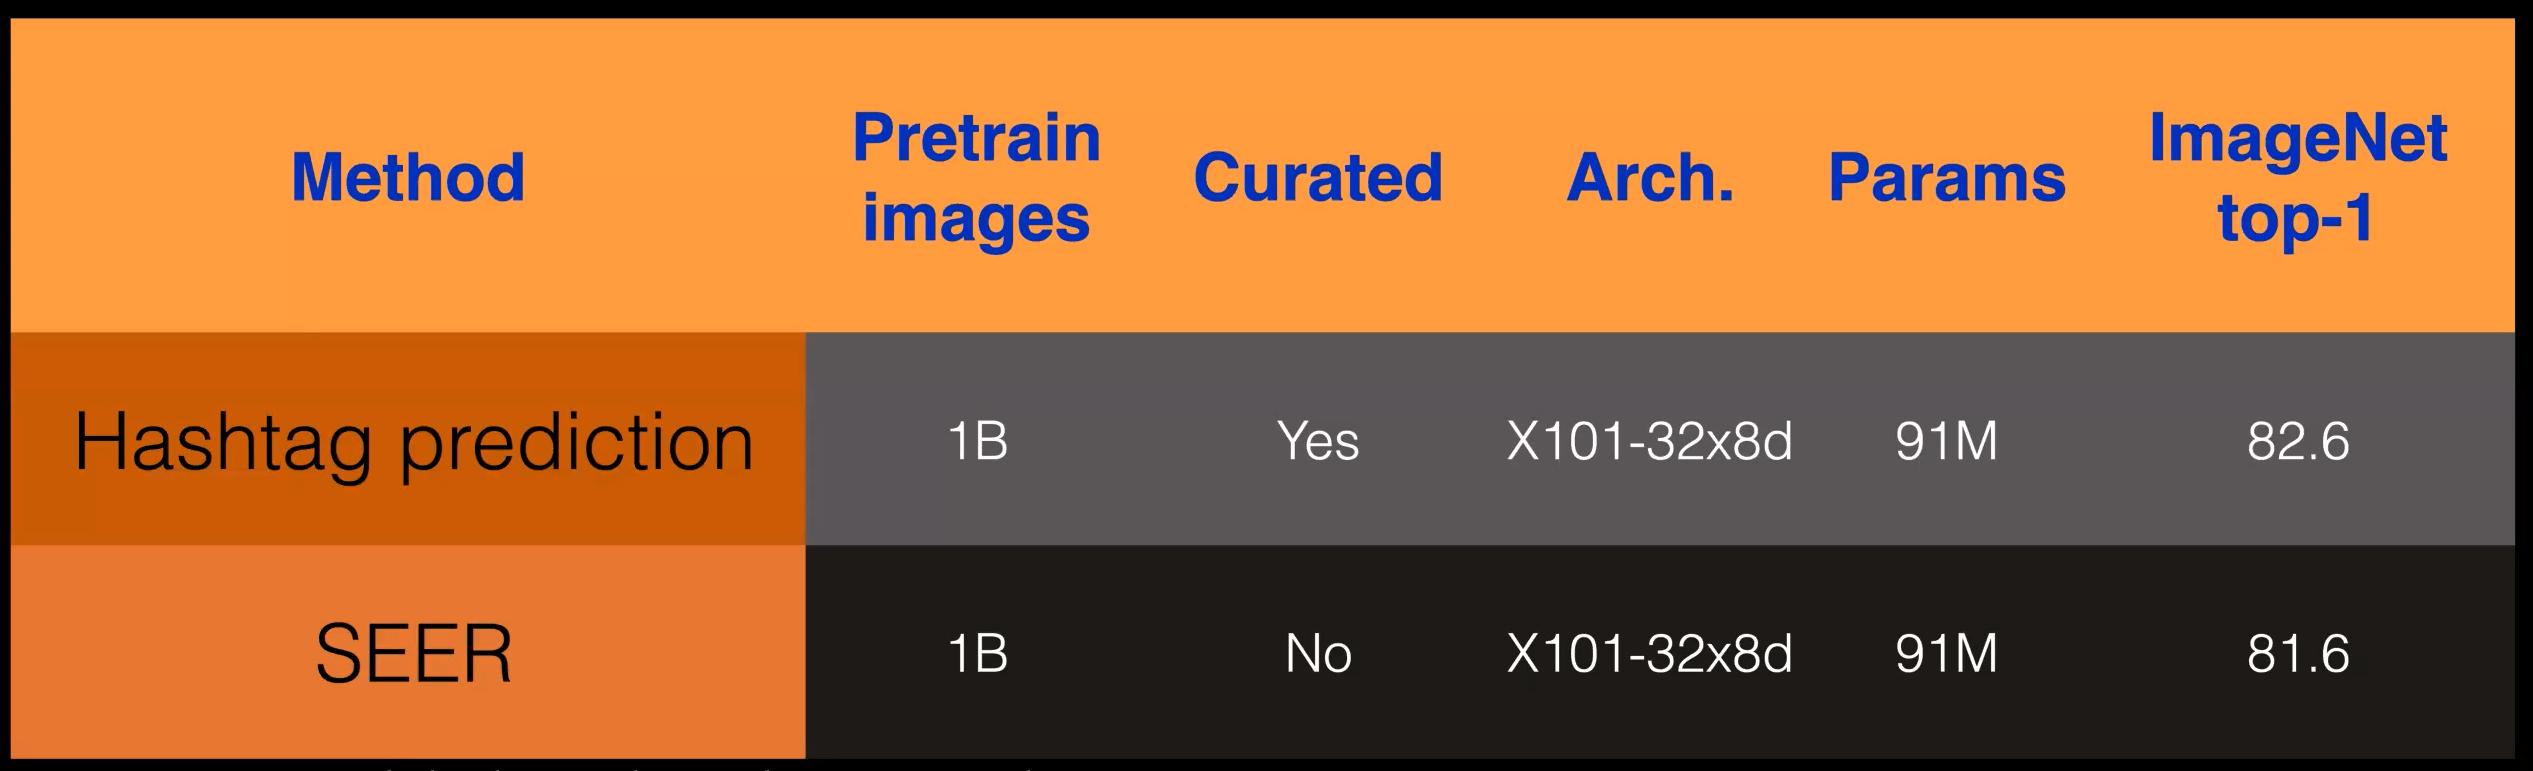 Method Pretrain images Curated Arch. Params ImageNet top-1
Hashtag prediction 1B Yes X101-32x8d 91M 82.6
SEER 1B No X101-32x8d 91M 81.6